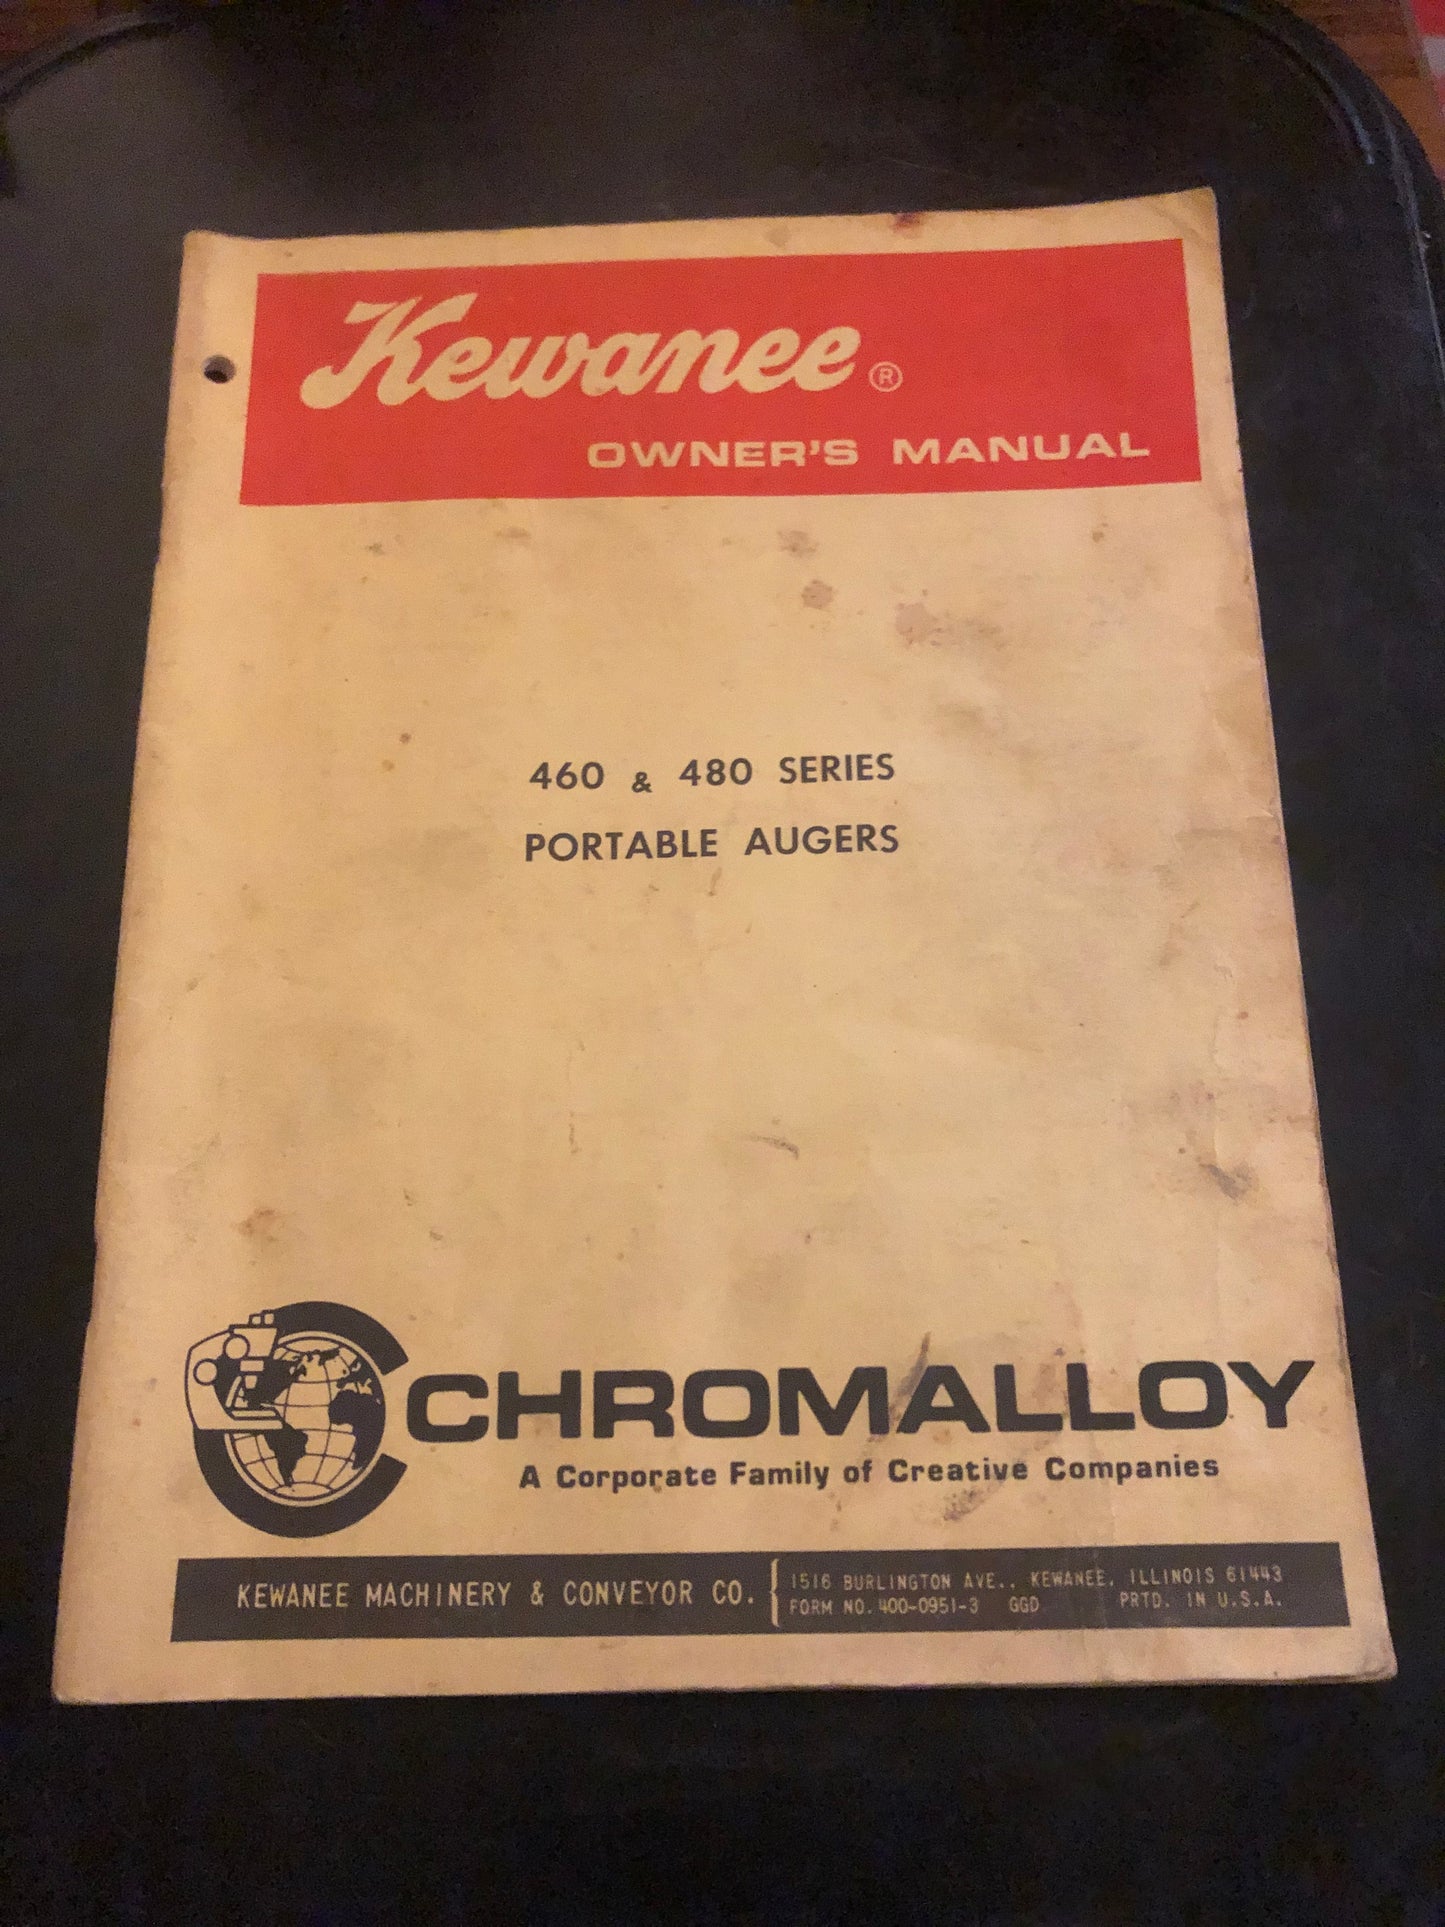 Kewanee®
OWNER'S MANUAL
460 & 480 SERIES
PORTABLE AUGERS
CHROMALLOY
A Corporate Family of Creative Companies
KEWANEE MACHINERY & CONVEYOR CO.
1516 BURLINGTON AVE., KEWANEE, ILLINOIS 61443
FORM NO. 400-0951-3 GGD PRTD. IN U.S.A.